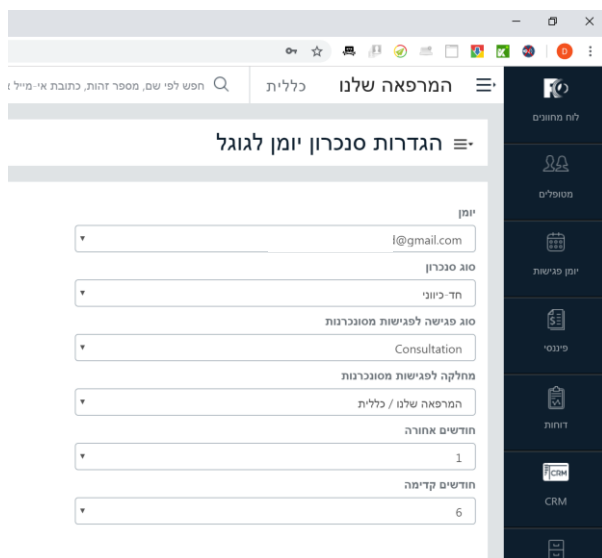 D
המרפאה שלנו
כללית
חפש לפי שם, מספר זהות, כתובת אי-מייל
לוח מחוונים
מטופלים
יומן פגישות
פיננסי
דוחות
CRM
CRM
הגדרות סנכרון יומן לגוגל
יומן
l@gmail.com
סוג סנכרון
חד-כיווני
סוג פגישה לפגישות מסונכרנות
Consultation
מחלקה לפגישות מסונכרנות
המרפאה שלנו / כללית
חודשים אחורה
1
חודשים קדימה
6